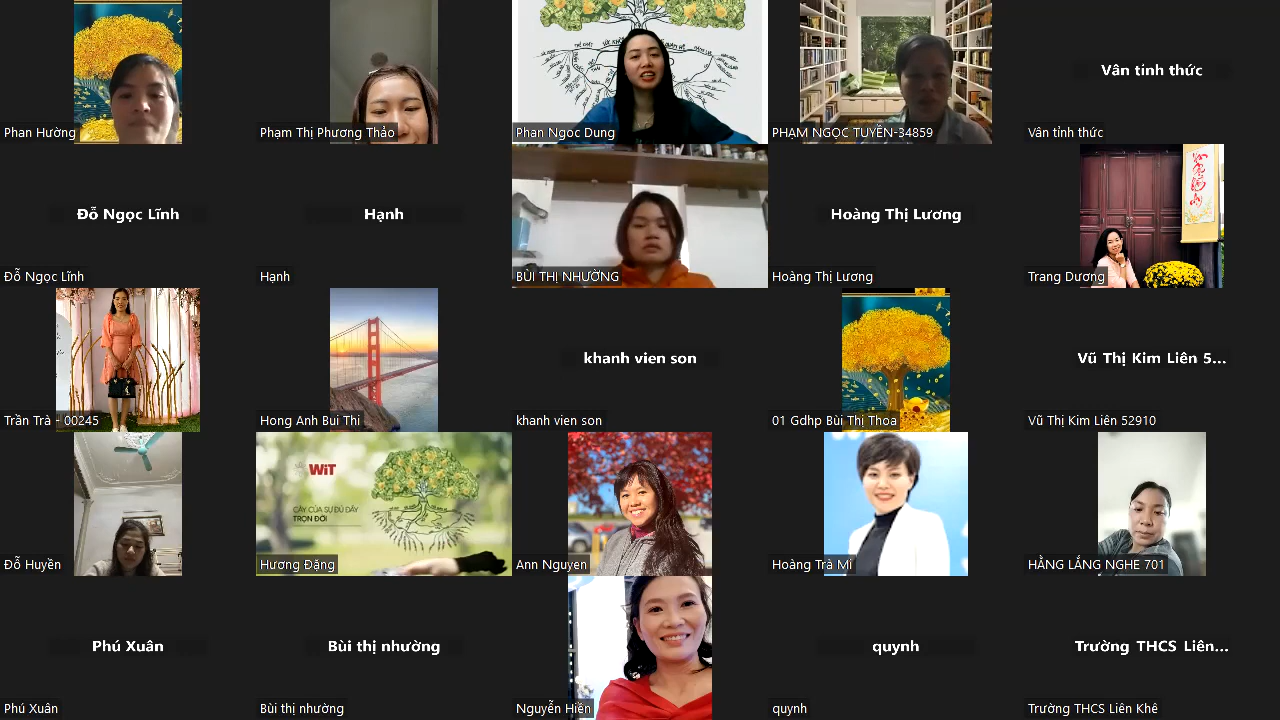 Phan Hường
Phạm Thị Phương Thảo
Phan Ngoc Dung
PHẠM NGỌC TUYỀN-34859
Vân tỉnh thức
Vân tỉnh thức
Đỗ Ngọc Lĩnh
Đỗ Ngọc Lĩnh
Hạnh
Hạnh
BÙI THỊ NHƯỜNG
Hoàng Thị Lương
Hoàng Thị Lương
Trang Dương
Trần Trà - 00245
Hong Anh Bui Thi
khanh vien son
khanh vien son
01 Gdhp Bùi Thị Thoa
Vũ Thị Kim Liên 5...
Vũ Thị Kim Liên 52910
Đỗ Huyền
WiT
CÂY CỦA SỰ ĐỦ ĐẦY
TRỌN ĐỜI
Hương Đặng
Ann Nguyen
Hoàng Trà Mi
HẰNG LẮNG NGHE 701
Phú Xuân
Phú Xuân
Bùi thị nhường
Bùi thị nhường
Nguyễn Hiền
quynh
quynh
Trường THCS Liên...
Trường THCS Liên Khê